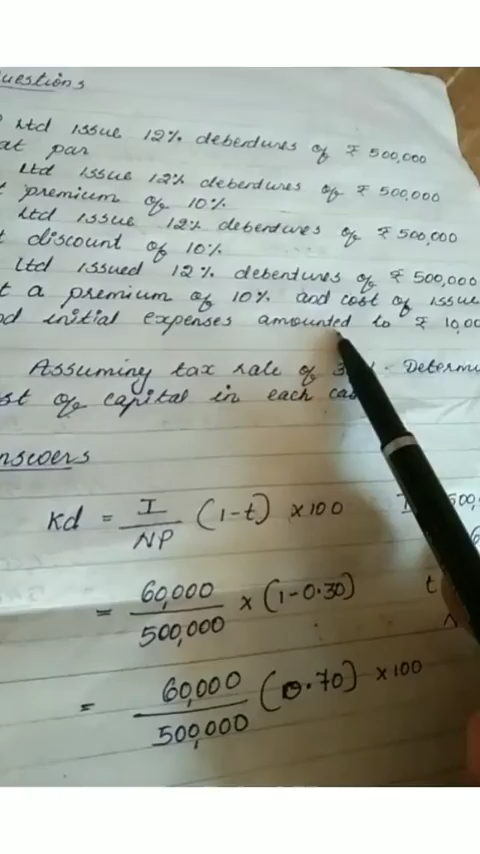 uestions
Ltd issue 12% debentures of ₹ 500,000
at par
Ltd issue 12% debentures of ₹ 500,000
t premium of 10%
Ltd issue 12% debentures of ₹ 500,000
t discount of 10%
Ltd issued 12% debentures of ₹ 500,000
t a premium of 10% and cost of issue
nd initial expenses amounted to ₹ 10,00
Assuming tax rate of 3 Determi
st of capital in each cas
nswers
Kd = I/NP (1-t) x100
= 60,000/500,000 x (1-0.30) t
= 60,000/500,000 (0.70) x100